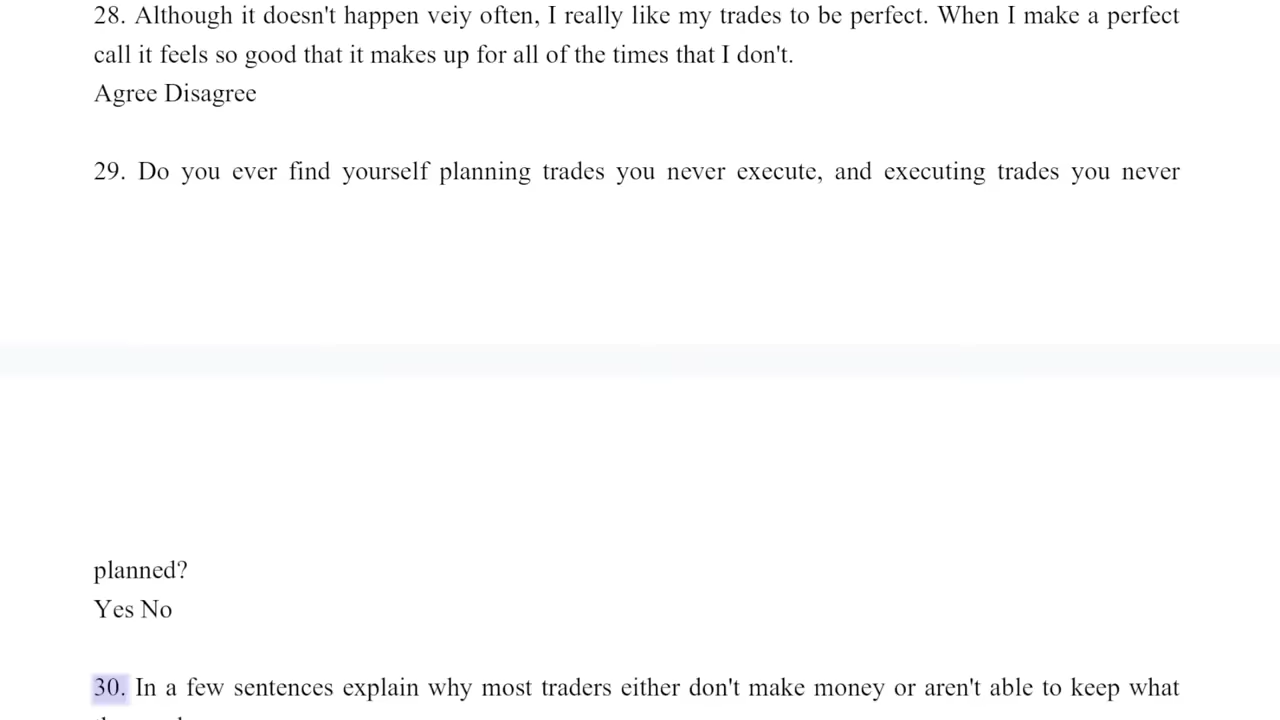 28. Although it doesn't happen veiy often, I really like my trades to be perfect. When I make a perfect
call it feels so good that it makes up for all of the times that I don't.
Agree Disagree
29. Do you ever find yourself planning trades you never execute, and executing trades you never
planned?
Yes No
30. In a few sentences explain why most traders either don't make money or aren't able to keep what